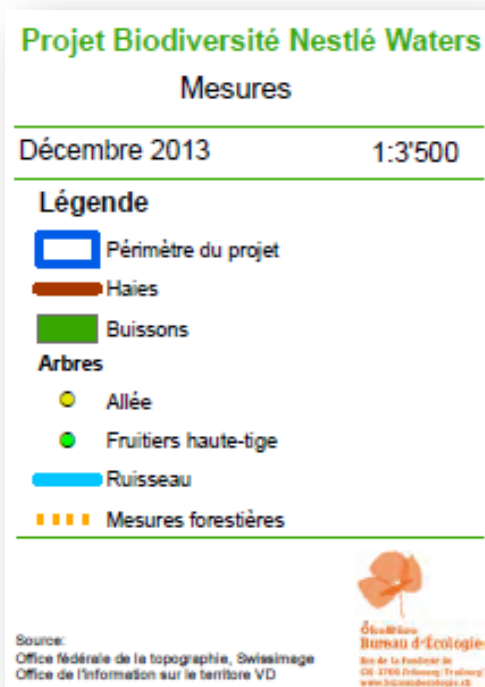 Projet Biodiversité Nestlé Waters
Mesures
Décembre 2013 1:3'500
Légende
Périmètre du projet
Haies
Buissons
Arbres
Allée
Fruitiers haute-tige
Ruisseau
Mesures forestières
Source:
Office fédérale de la topographie, Swissimage
Office de l'information sur le territoire VD
ÖkoBüro
Bureau d'Ecologie